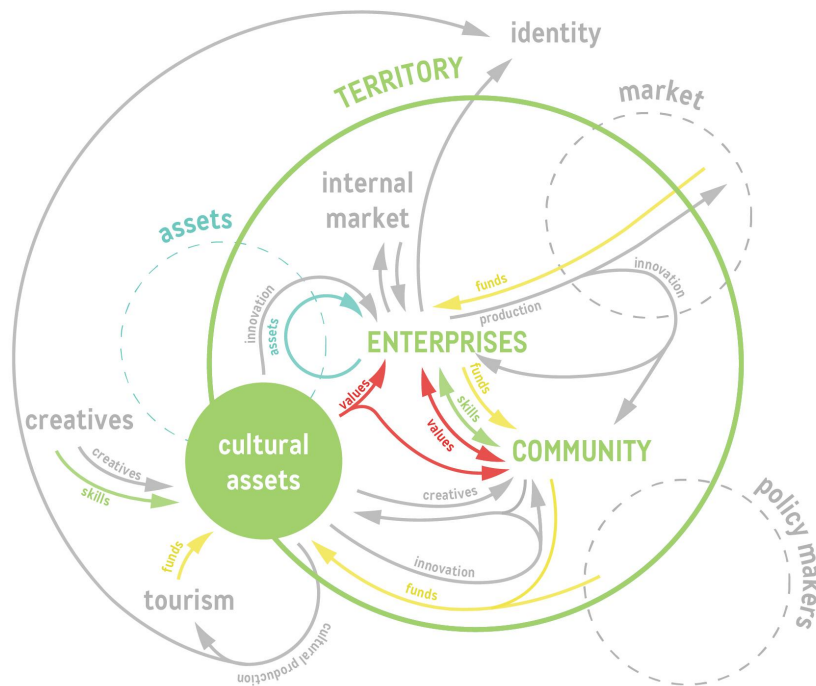 identity
TERRITORY
market
internal
market
assets
innovation
funds
innovation
production
assets
ENTERPRISES
values
funds
skills
values
creatives
creatives
skills
cultural
assets
COMMUNITY
creatives
policy makers
innovation
funds
funds
tourism
cultural production